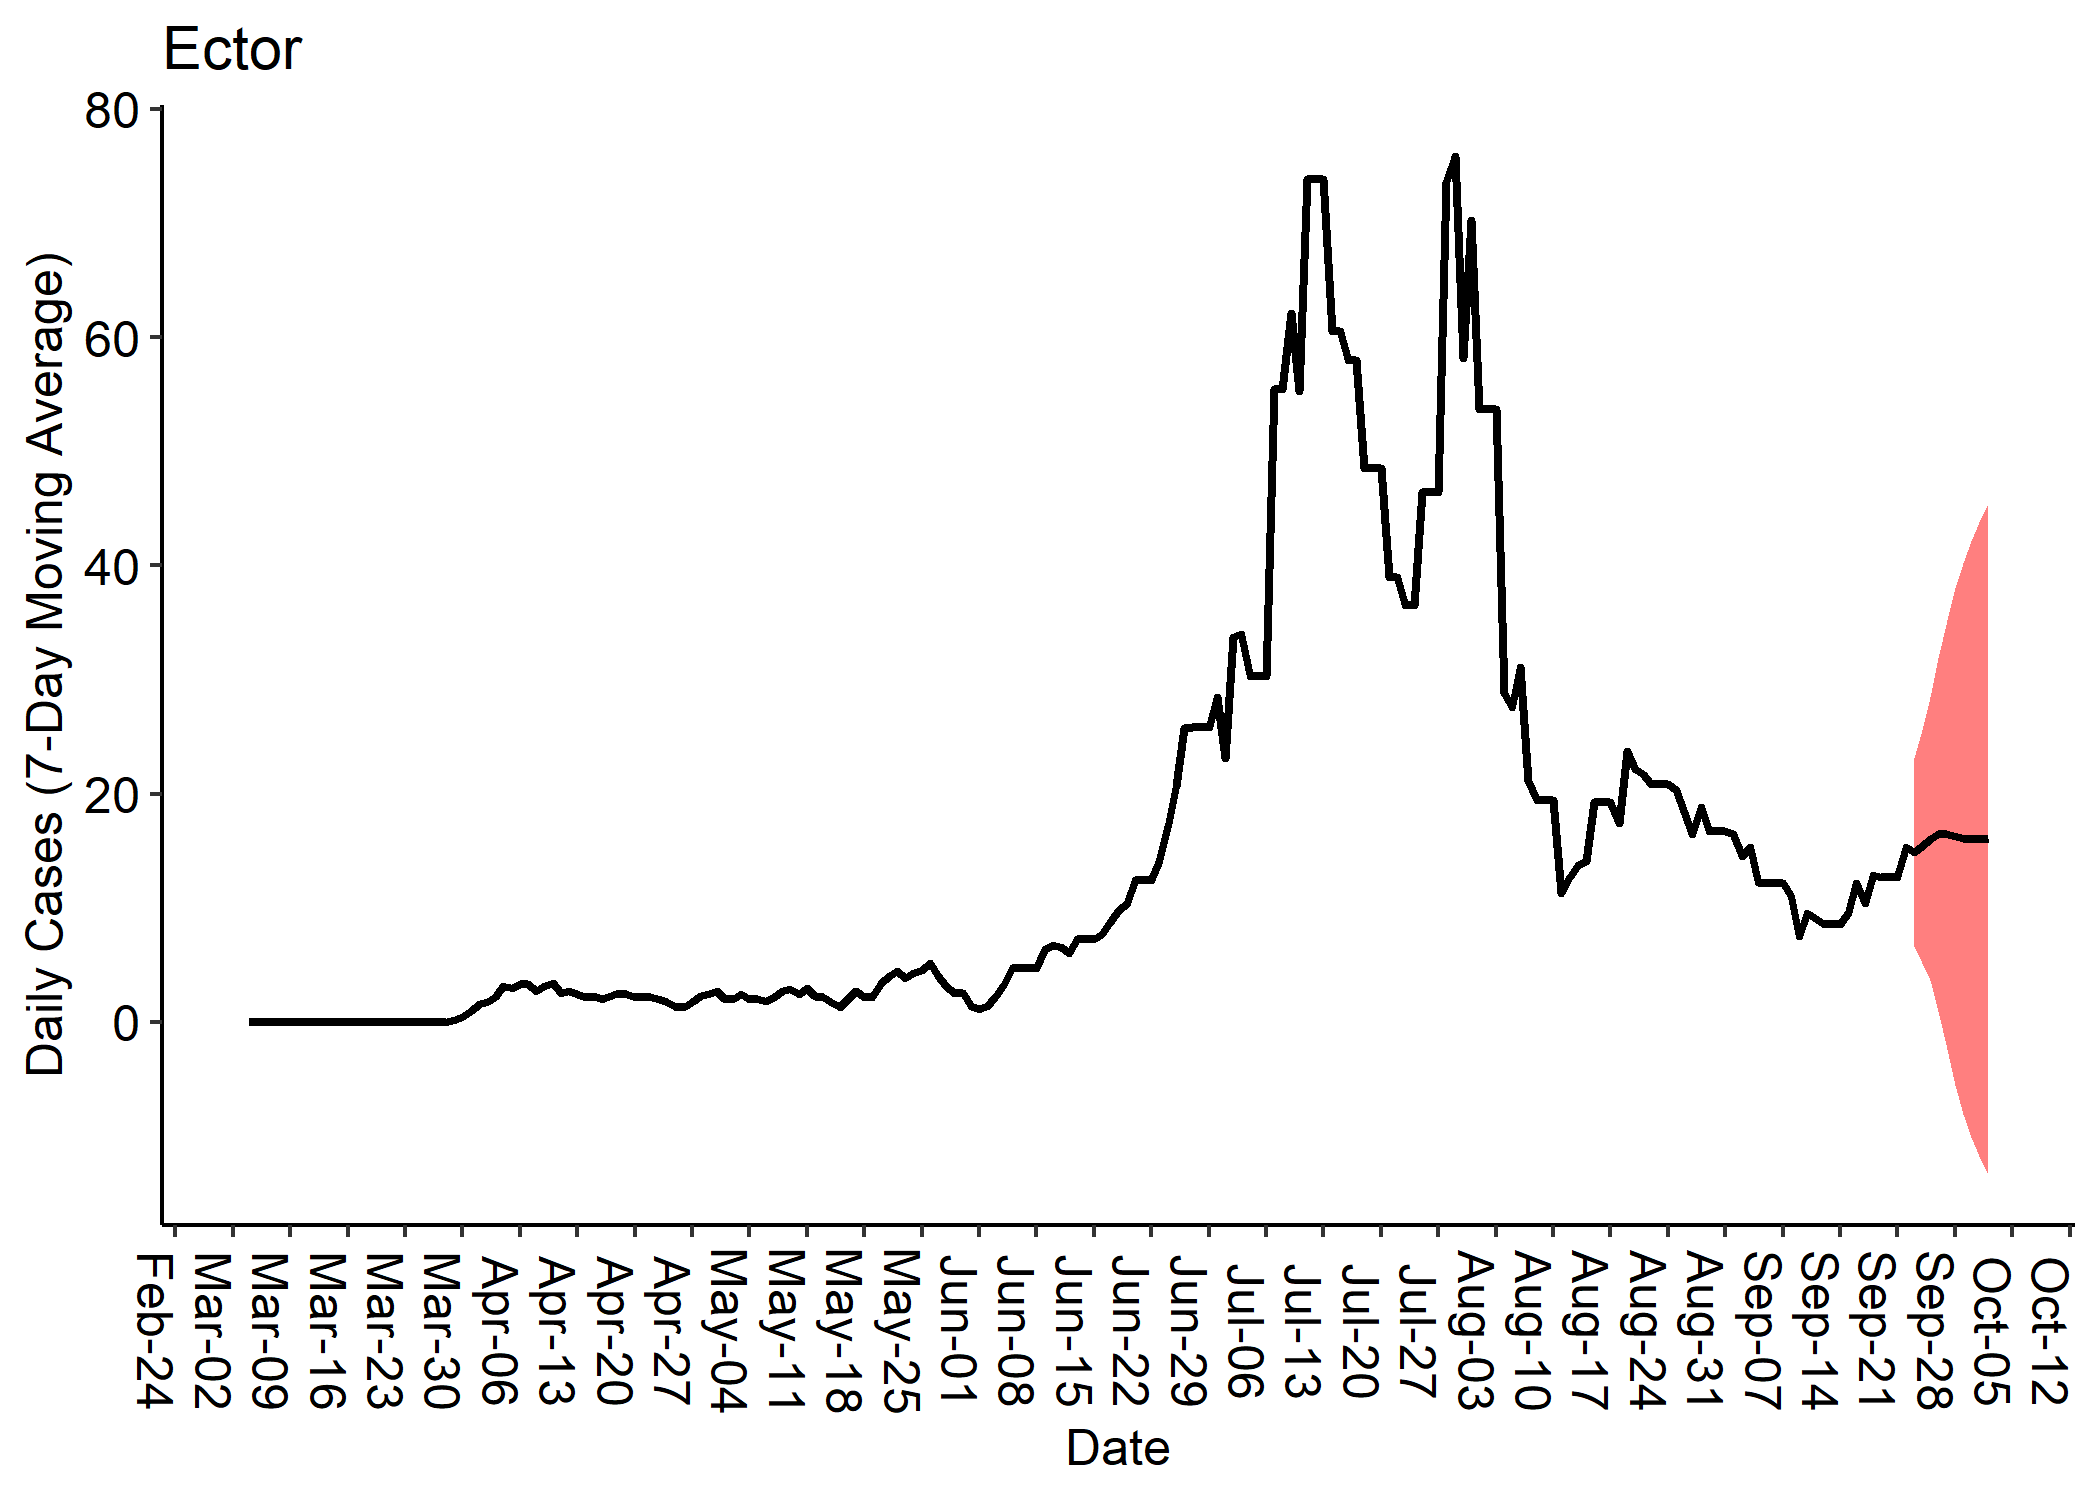 Ector
80
60
40
20
0
Daily Cases (7-Day Moving Average)
Feb-24
Mar-02
Mar-09
Mar-16
Mar-23
Mar-30
Apr-06
Apr-13
Apr-20
Apr-27
May-04
May-11
May-18
May-25
Jun-01
Jun-08
Jun-15
Jun-22
Jun-29
Jul-06
Jul-13
Jul-20
Jul-27
Aug-03
Aug-10
Aug-17
Aug-24
Aug-31
Sep-07
Sep-14
Sep-21
Sep-28
Oct-05
Oct-12
Date